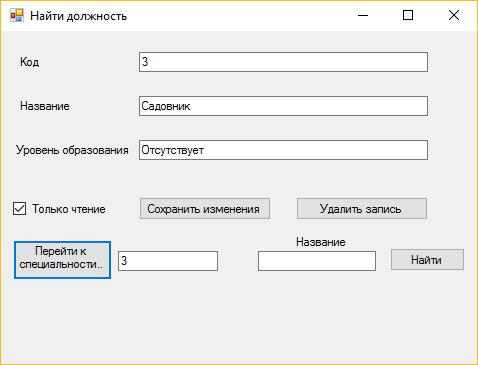 Найти должность
Код
3
Название
Садовник
Уровень образования
Отсутствует
Только чтение
Сохранить изменения
Удалить запись
Перейти к
специальности..
3
Название
Найти